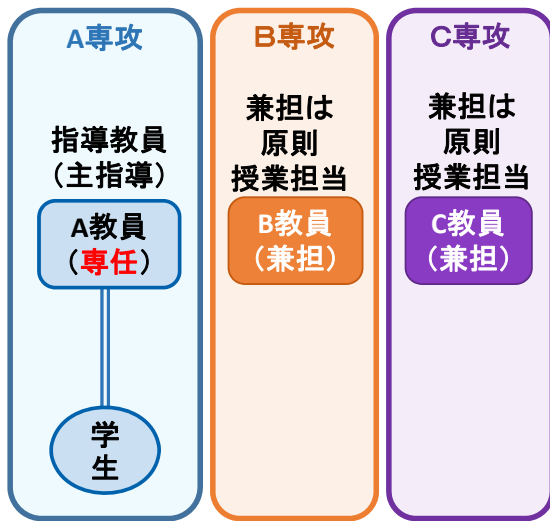 A専攻
指導教員
（主指導）
A教員
（専任）
学
生
B専攻
兼担は
原則
授業担当
B教員
（兼担）
C専攻
兼担は
原則
授業担当
C教員
（兼担）